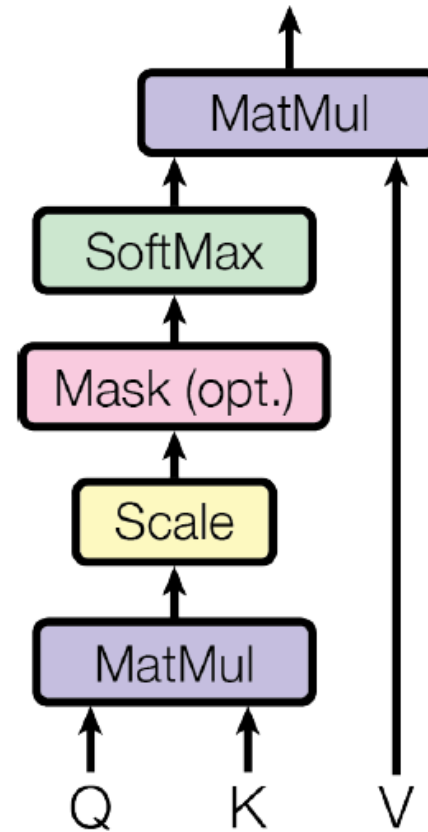 MatMul
SoftMax
Mask (opt.)
Scale
MatMul
Q K V